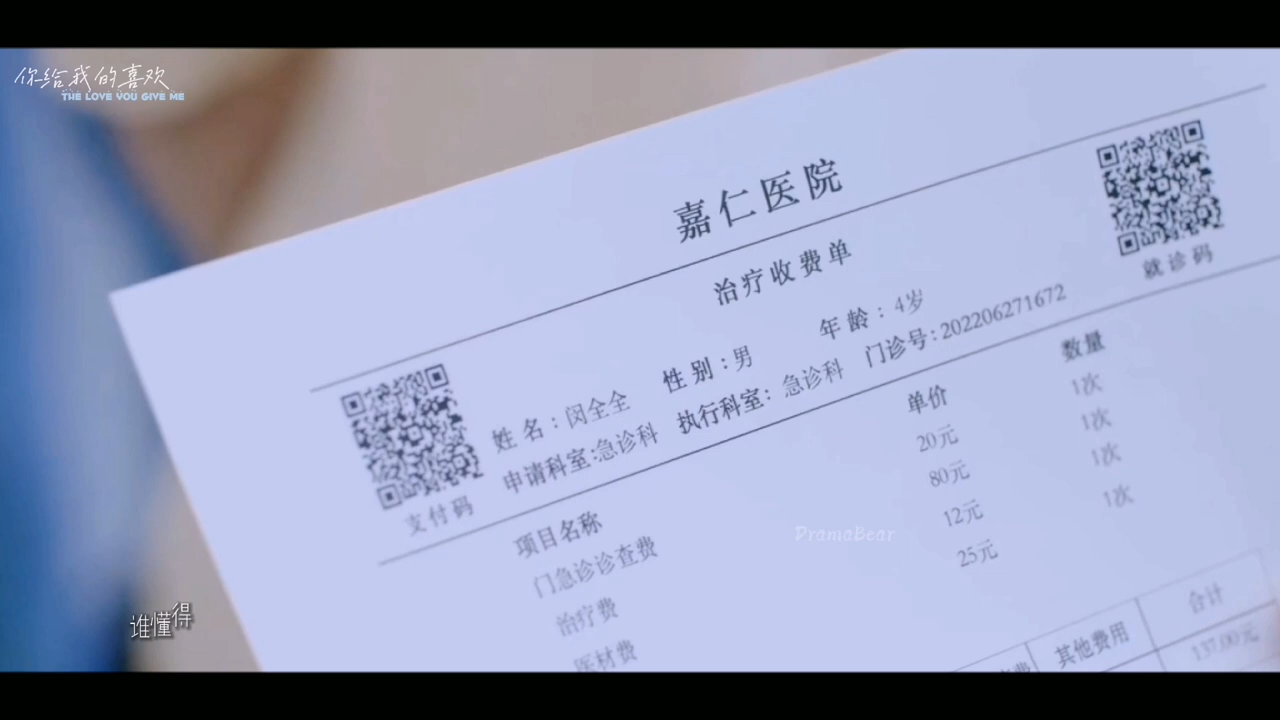 你给我的喜欢
THE LOVE YOU GIVE ME
嘉仁医院
治疗收费单
就诊码
姓名：闵全全 性别：男 年龄：4岁
申请科室:急诊科 执行科室：急诊科 门诊号:202206271672
支付码
项目名称 单价 数量
门急诊诊查费 20元 1次
治疗费 80元 1次
医材费 12元 1次
25元 1次
DramaBear
其他费用 合计
137.00元
谁懂得